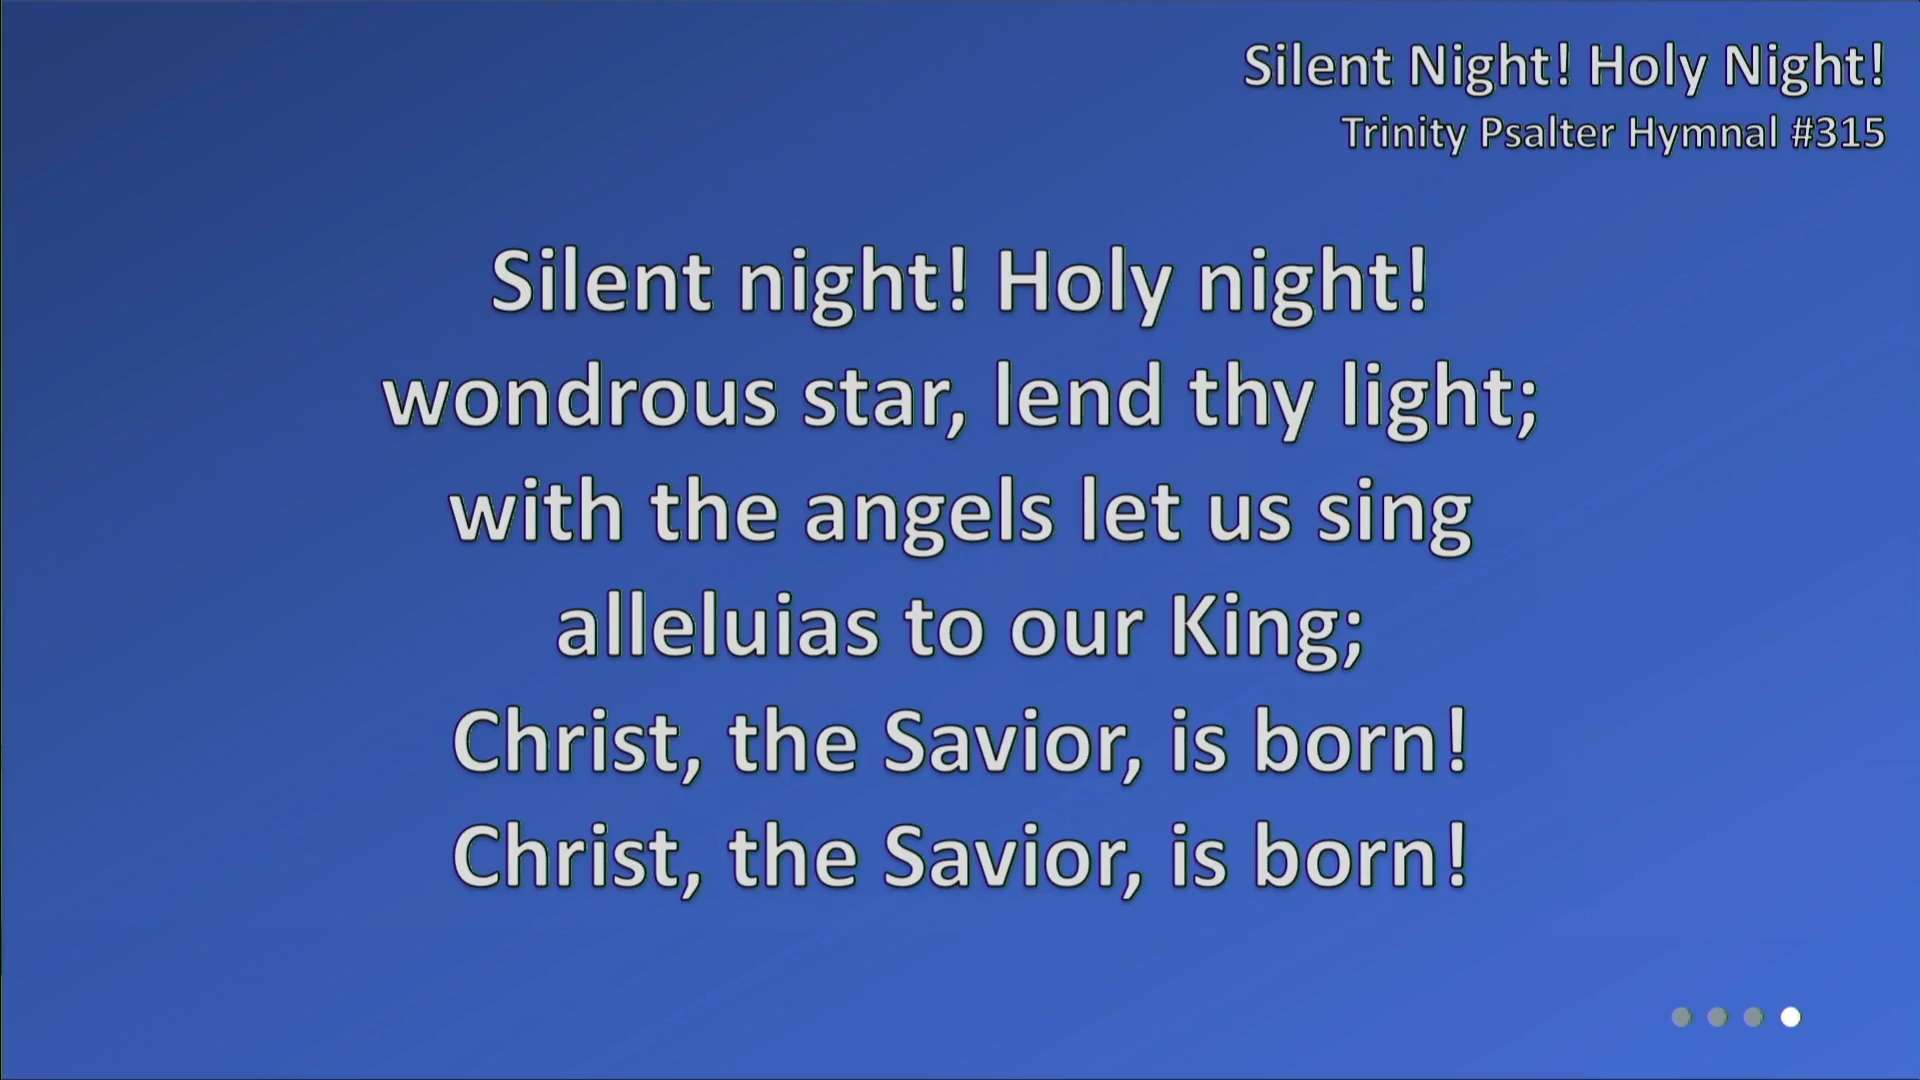 Silent Night! Holy Night!
Trinity Psalter Hymnal #315
Silent night! Holy night!
wondrous star, lend thy light;
with the angels let us sing
alleluias to our King;
Christ, the Savior, is born!
Christ, the Savior, is born!